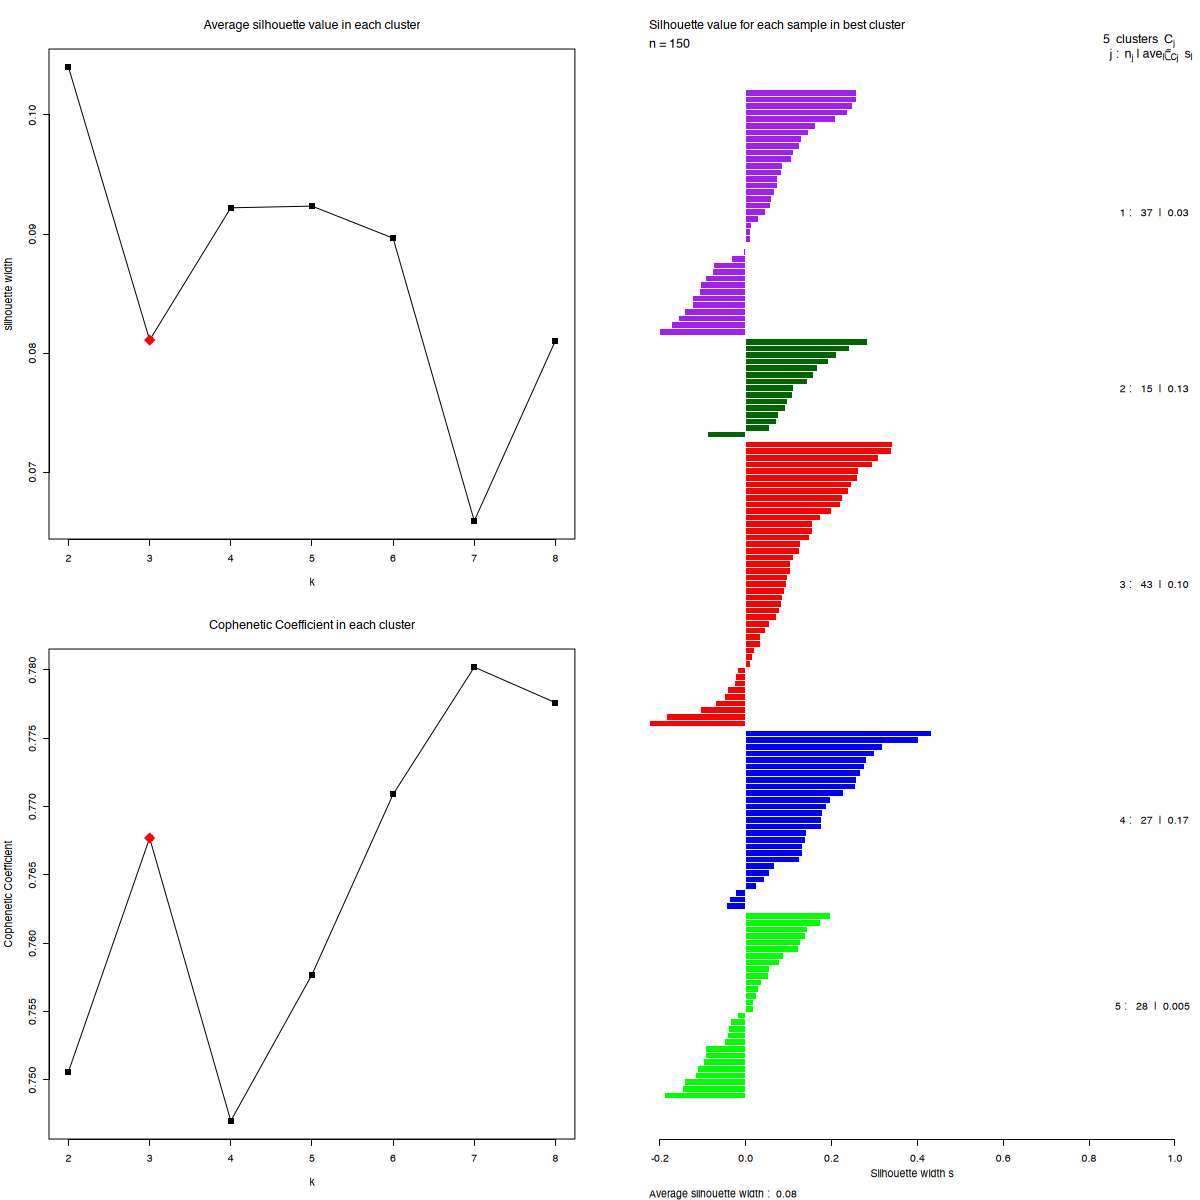 Average silhouette value in each cluster
0.10
0.09
0.08
0.07
silhouette width
2 3 4 5 6 7 8
k
Cophenetic Coefficient in each cluster
0.780
0.775
0.770
0.765
0.760
0.755
0.750
Cophenetic Coefficient
2 3 4 5 6 7 8
k
Silhouette value for each sample in best cluster
n = 150
5 clusters Cj
j : nj | avei∈Cj si
1 : 37 | 0.03
2 : 15 | 0.13
3 : 43 | 0.10
4 : 27 | 0.17
5 : 28 | 0.005
-0.2 0.0 0.2 0.4 0.6 0.8 1.0
Silhouette width s
Average silhouette width : 0.08